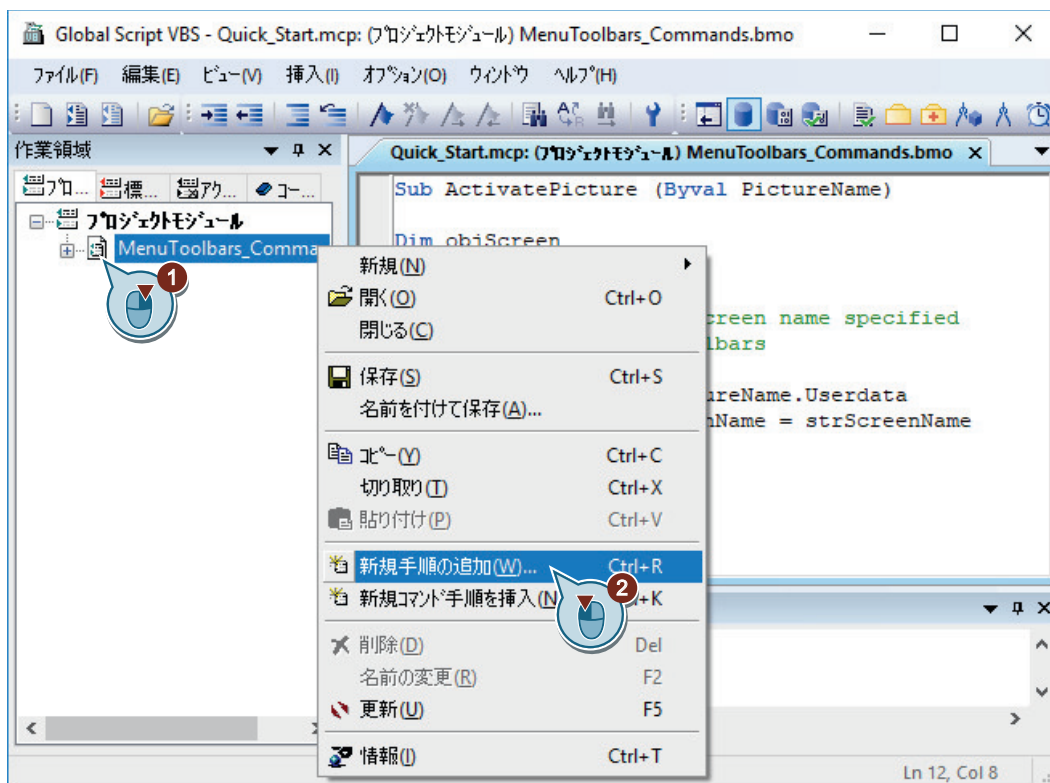 Global Script VBS - Quick_Start.mcp: (プロジェクトモジュール) MenuToolbars_Commands.bmo
ファイル(F) 編集(E) ビュー(V) 挿入(I) オプション(O) ウィンドウ ヘルプ(H)
作業領域
Quick_Start.mcp: (プロジェクトモジュール) MenuToolbars_Commands.bmo
プロ... 標... アク... コー...
プロジェクトモジュール
MenuToolbars_Comma
1
Sub ActivatePicture (Byval PictureName)
Dim objScreen
creen name specified
lbars
ureName.Userdata
nName = strScreenName
新規(N)
開く(O) Ctrl+O
閉じる(C)
保存(S) Ctrl+S
名前を付けて保存(A)...
コピー(Y) Ctrl+C
切り取り(T) Ctrl+X
貼り付け(P) Ctrl+V
新規手順の追加(W)... Ctrl+R
2
新規コマンド手順を挿入(N +K
削除(D) Del
名前の変更(R) F2
更新(U) F5
情報(I) Ctrl+T
Ln 12, Col 8